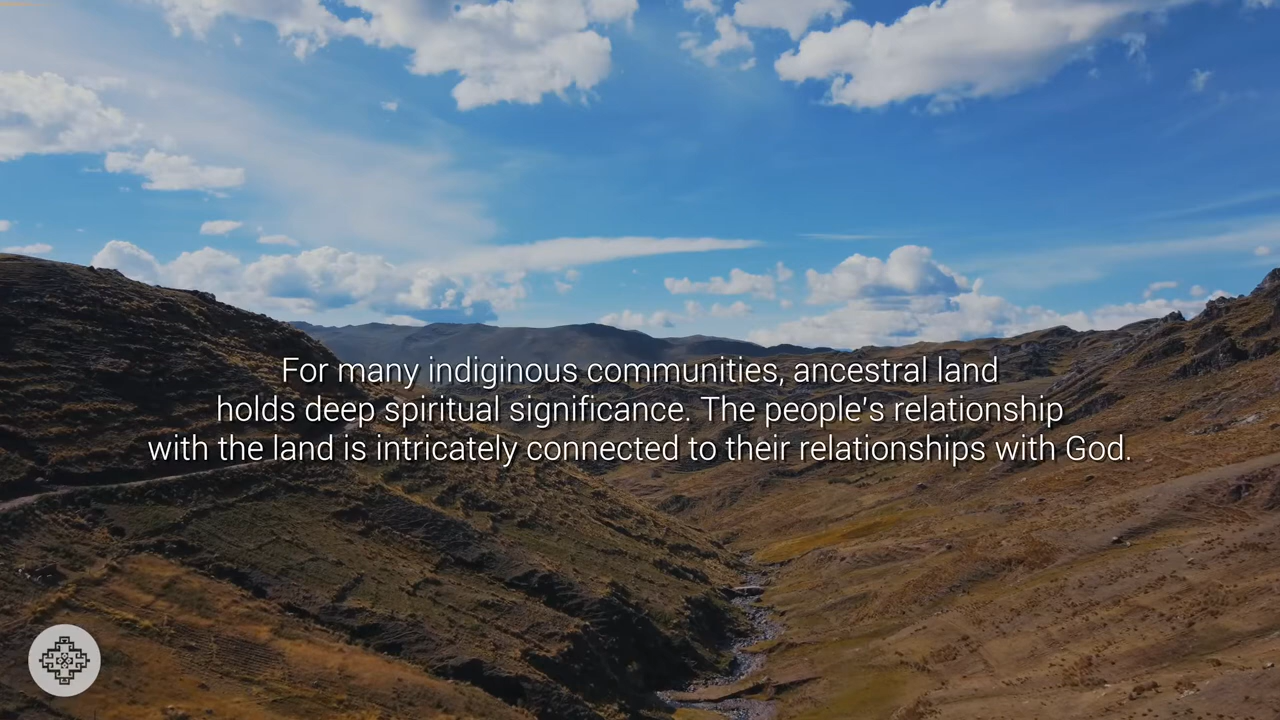 For many indiginous communities, ancestral land
holds deep spiritual significance. The people's relationship
with the land is intricately connected to their relationships with God.